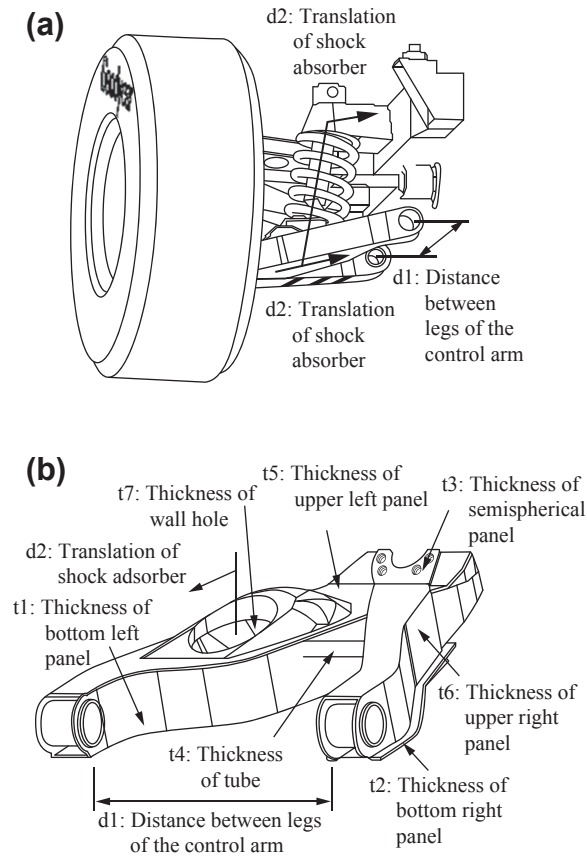 (a)
d2: Translation
of shock
absorber
d1: Distance
between
legs of the
control arm
d2: Translation
of shock
absorber
(b)
t5: Thickness of
upper left panel
t3: Thickness of
semispherical
panel
t7: Thickness of
wall hole
d2: Translation of
shock adsorber
t1: Thickness of
bottom left
panel
t6: Thickness of
upper right
panel
t4: Thickness
of tube
t2: Thickness of
bottom right
panel
d1: Distance between legs
of the control arm